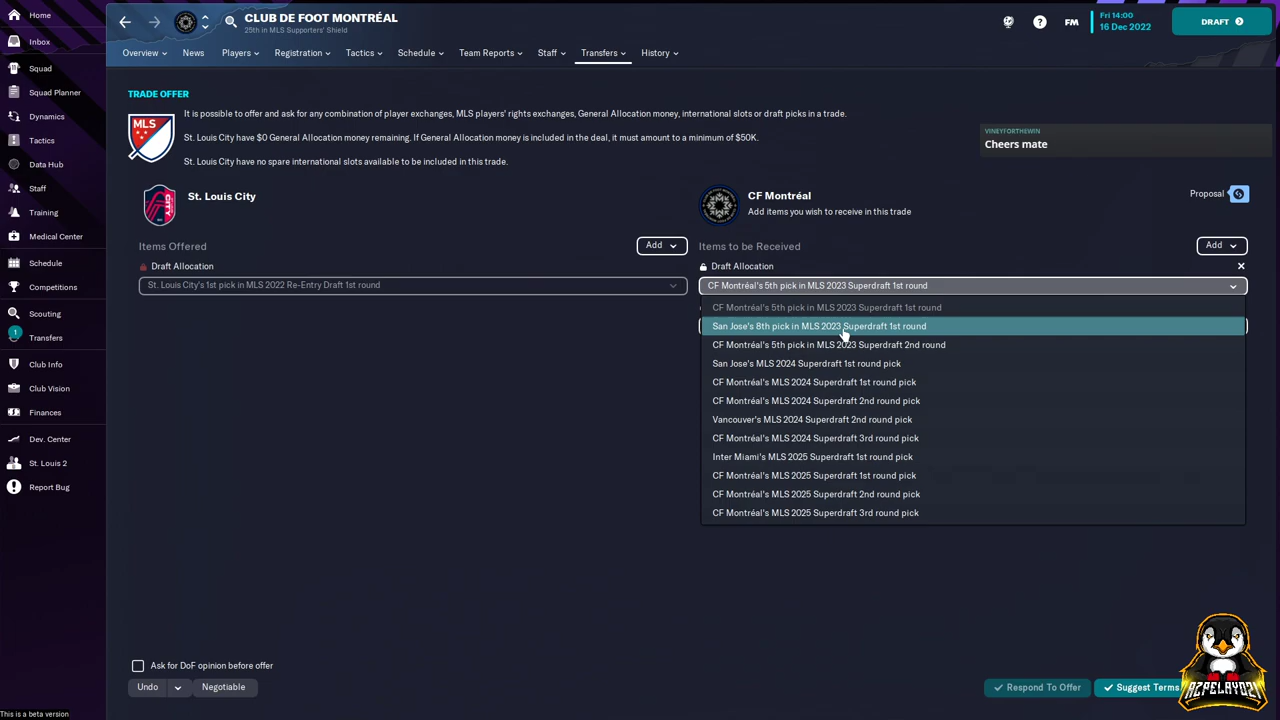 Home
Inbox
Squad
Squad Planner
Dynamics
Tactics
Data Hub
Staff
Training
Medical Center
Schedule
Competitions
Scouting
1
Transfers
Club Info
Club Vision
Finances
Dev. Center
St. Louis 2
Report Bug
This is a beta version
CLUB DE FOOT MONTRÉAL
25th in MLS Supporters' Shield
FM
Fri 14:00
16 Dec 2022
DRAFT
Overview
News
Players
Registration
Tactics
Schedule
Team Reports
Staff
Transfers
History
TRADE OFFER
MLS
It is possible to offer and ask for any combination of player exchanges, MLS players' rights exchanges, General Allocation money, international slots or draft picks in a trade
St. Louis City have $0 General Allocation money remaining. If General Allocation money is included in the deal, it must amount to a minimum of $50K.
St. Louis City have no spare international slots available to be included in this trade.
VINEYFORTHEWIN
Cheers mate
CITY
St. Louis City
CF Montréal
Add items you wish to receive in this trade
Proposal
Items Offered
Add
Draft Allocation
St. Louis City's 1st pick in MLS 2022 Re-Entry Draft 1st round
Items to be Received
Add
Draft Allocation
CF Montréal's 5th pick in MLS 2023 Superdraft 1st round
CF Montréal's 5th pick in MLS 2023 Superdraft 1st round
San Jose's 8th pick in MLS 2023 Superdraft 1st round
CF Montréal's 5th pick in MLS 2023 Superdraft 2nd round
San Jose's MLS 2024 Superdraft 1st round pick
CF Montréal's MLS 2024 Superdraft 1st round pick
CF Montréal's MLS 2024 Superdraft 2nd round pick
Vancouver's MLS 2024 Superdraft 2nd round pick
CF Montréal's MLS 2024 Superdraft 3rd round pick
Inter Miami's MLS 2025 Superdraft 1st round pick
CF Montréal's MLS 2025 Superdraft 1st round pick
CF Montréal's MLS 2025 Superdraft 2nd round pick
CF Montréal's MLS 2025 Superdraft 3rd round pick
Ask for DoF opinion before offer
Undo
Negotiable
Respond To Offer
Suggest Terms
AZPELAYO21